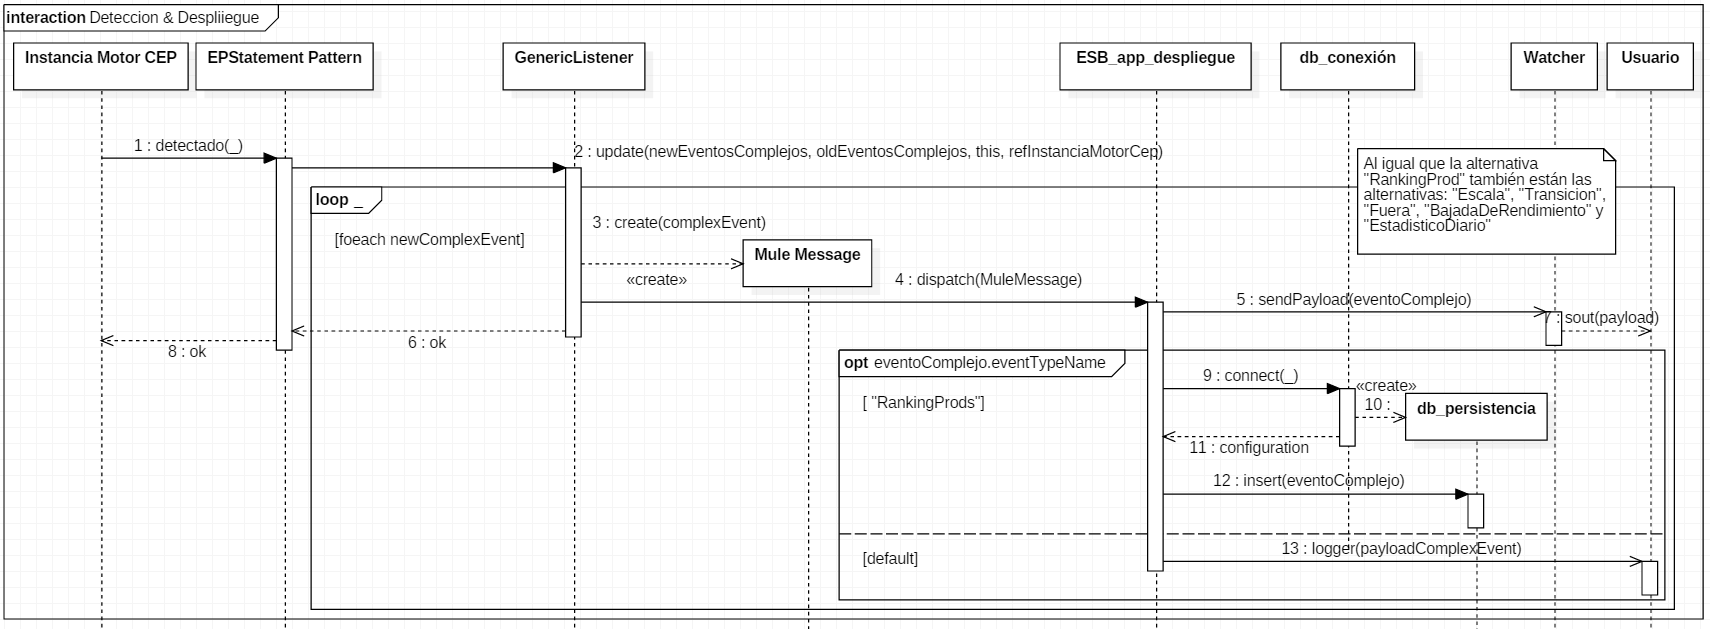 interaction Deteccion & Despliiegue
Instancia Motor CEP
EPStatement Pattern
GenericListener
ESB_app_despliegue
db_conexión
Watcher
Usuario
1 : detectado(_)
2 : update(newEventosComplejos, oldEventosComplejos, this, refInstanciaMotorCep)
Al igual que la alternativa
"RankingProd" también están las
alternativas: "Escala", "Transicion",
"Fuera", "BajadaDeRendimiento" y
"EstadisticoDiario"
loop _
[foeach newComplexEvent]
3 : create(complexEvent)
Mule Message
«create»
4 : dispatch(MuleMessage)
5 : sendPayload(eventoComplejo)
7 : sout(payload)
6 : ok
8 : ok
opt eventoComplejo.eventTypeName
[ "RankingProds"]
9 : connect(_)
«create»
10 :
db_persistencia
11 : configuration
12 : insert(eventoComplejo)
[default]
13 : logger(payloadComplexEvent)